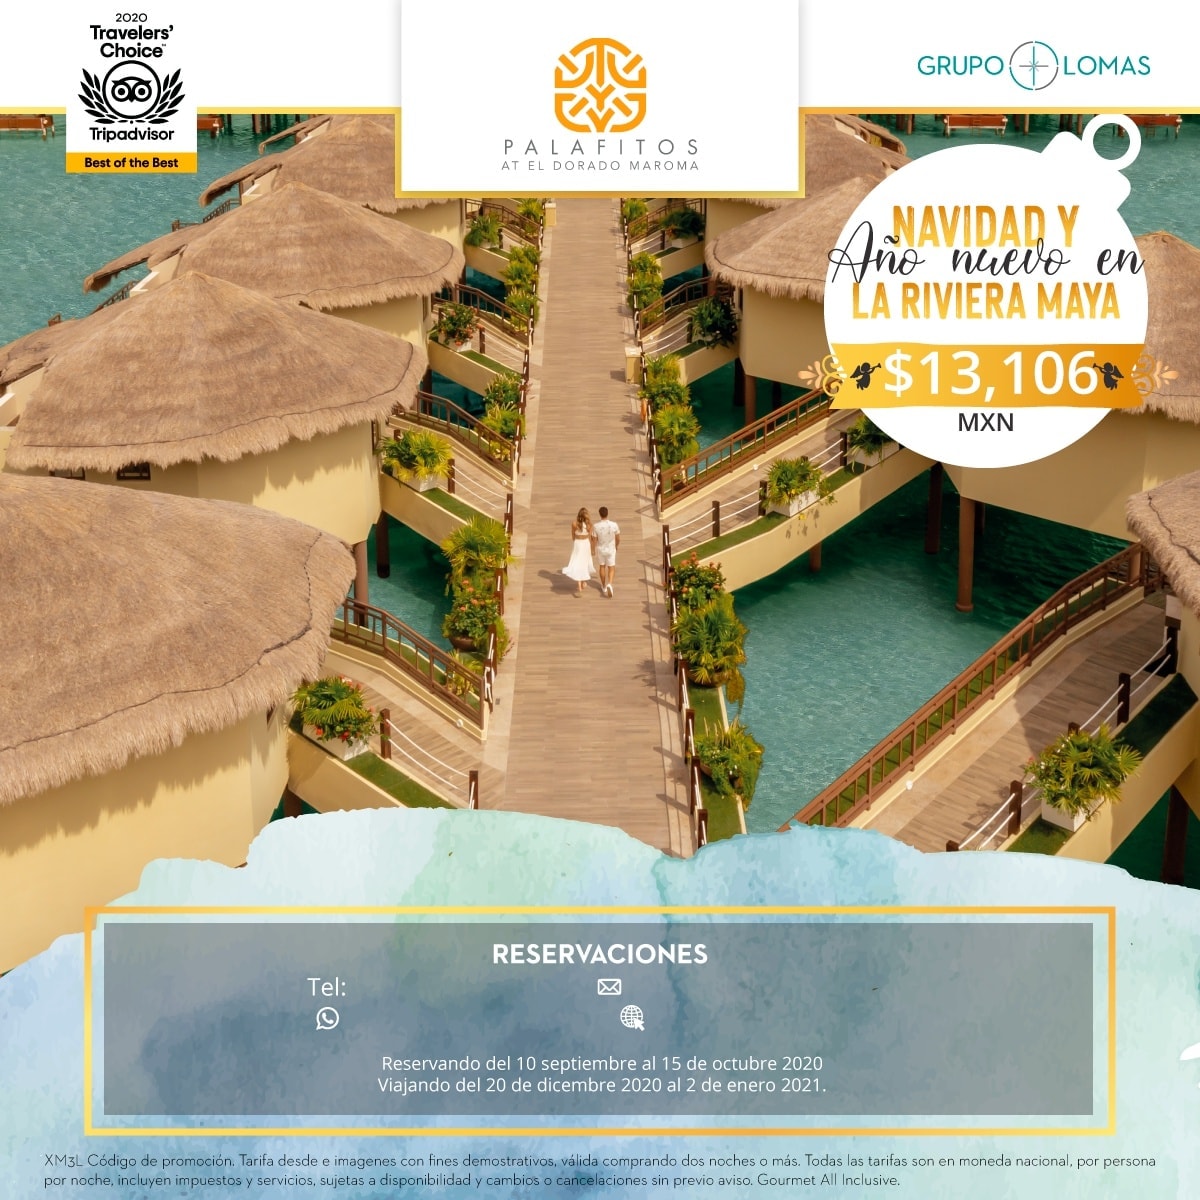 2020
Travelers'
Choice™
Tripadvisor
Best of the Best
PALAFITOS
AT EL DORADO MAROMA
GRUPO LOMAS
NAVIDAD Y
Año nuevo en
LA RIVIERA MAYA
$13,106
MXN
RESERVACIONES
Tel:
Reservando del 10 septiembre al 15 de octubre 2020
Viajando del 20 de diciembre 2020 al 2 de enero 2021.
XM3L Código de promoción. Tarifa desde e imagenes con fines demostrativos, válida comprando dos noches o más. Todas las tarifas son en moneda nacional, por persona
por noche, incluyen impuestos y servicios, sujetas a disponibilidad y cambios o cancelaciones sin previo aviso. Gourmet All Inclusive.